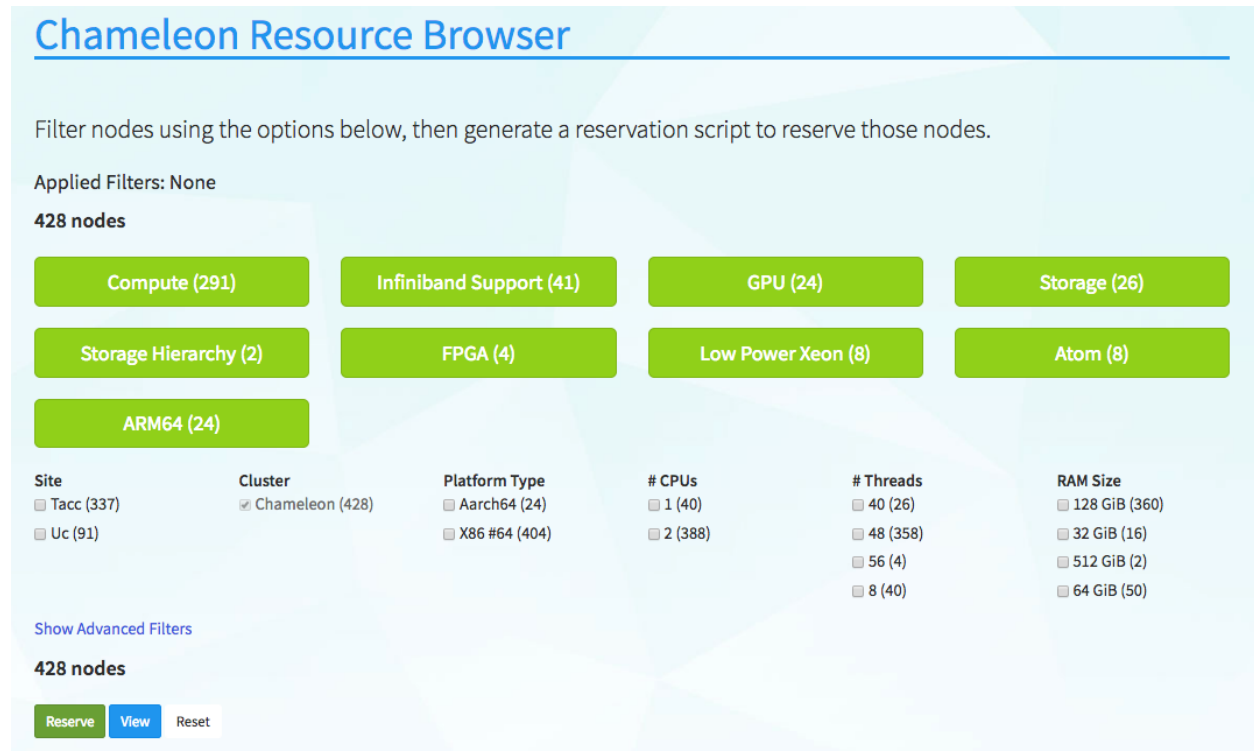 Chameleon Resource Browser
Filter nodes using the options below, then generate a reservation script to reserve those nodes.
Applied Filters: None
428 nodes
Compute (291) Infiniband Support (41) GPU (24) Storage (26)
Storage Hierarchy (2) FPGA (4) Low Power Xeon (8) Atom (8)
ARM64 (24)
Site Cluster Platform Type # CPUs # Threads RAM Size
Tacc (337) Chameleon (428) Aarch64 (24) 1 (40) 40 (26) 128 GiB (360)
Uc (91) X86 #64 (404) 2 (388) 48 (358) 32 GiB (16)
56 (4) 512 GiB (2)
8 (40) 64 GiB (50)
Show Advanced Filters
428 nodes
Reserve View Reset